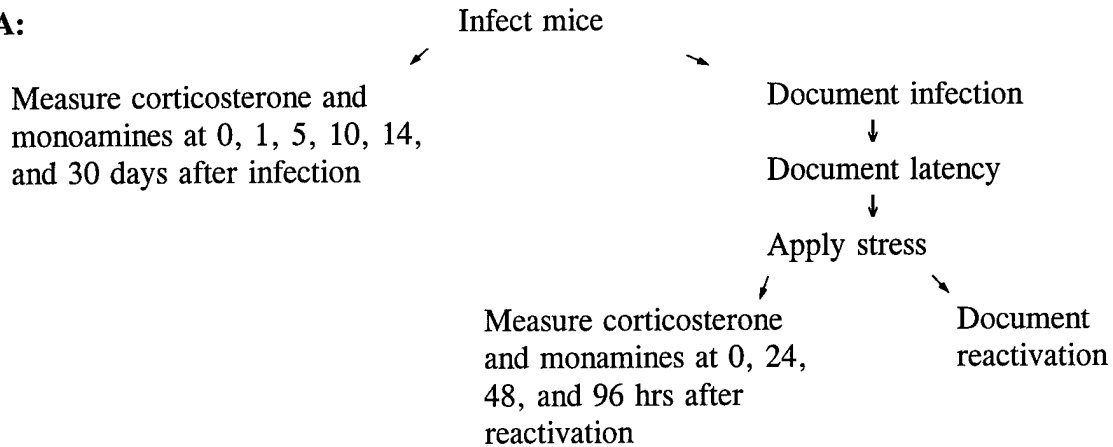 A:
Infect mice
Measure corticosterone and
monoamines at 0, 1, 5, 10, 14,
and 30 days after infection
Document infection
Document latency
Apply stress
Measure corticosterone
and monamines at 0, 24,
48, and 96 hrs after
reactivation
Document
reactivation